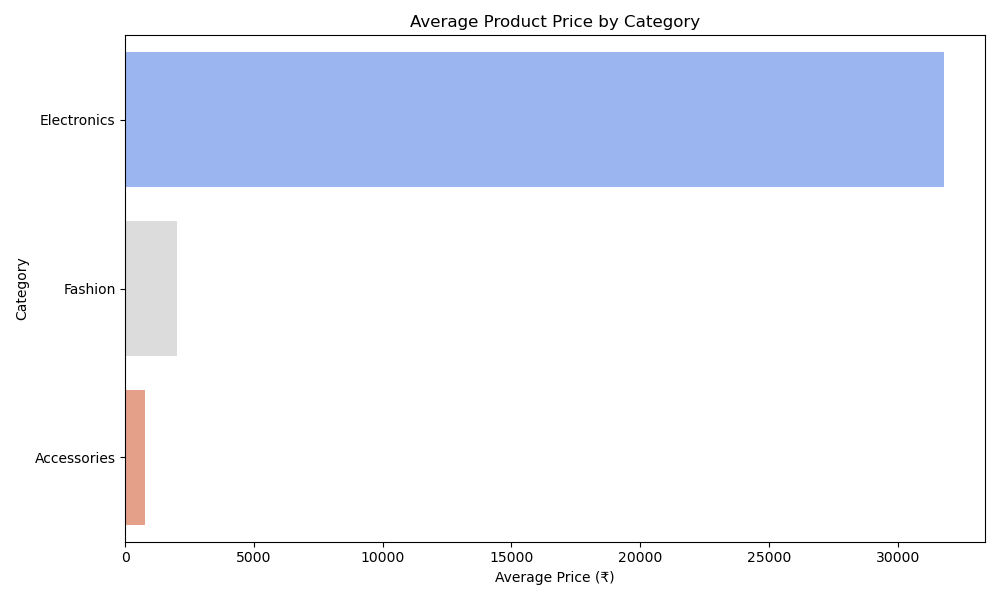 Average Product Price by Category
Electronics
Fashion
Accessories
Category
0 5000 10000 15000 20000 25000 30000
Average Price (₹)